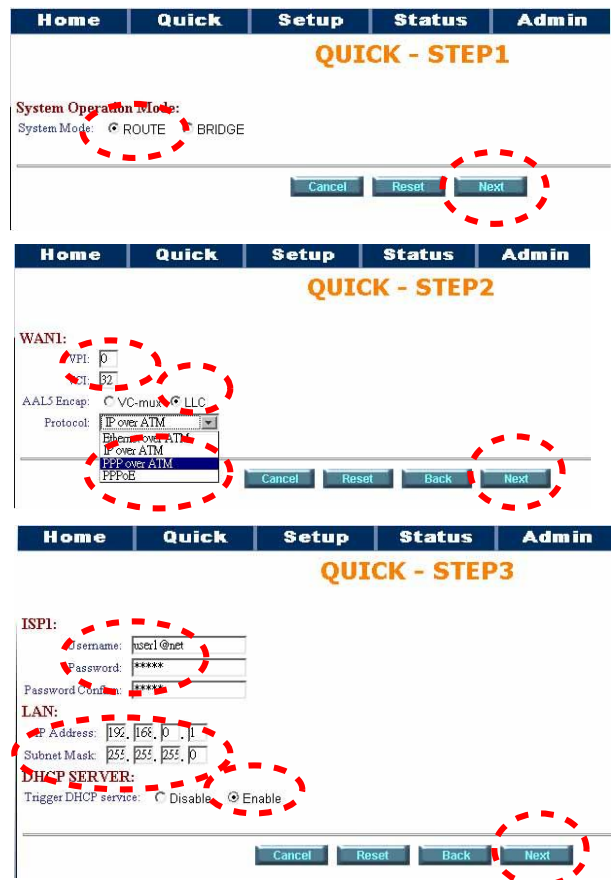 Home Quick Setup Status Admin
QUICK - STEP1
System Operation Mode:
System Mode: ROUTE BRIDGE
Cancel Reset Next
Home Quick Setup Status Admin
QUICK - STEP2
WAN1:
VPI: 0
VCI: 32
AAL5 Encap: VC-mux LLC
Protocol: IP over ATM
Ethernet over ATM
IP over ATM
PPP over ATM
PPPoE
Cancel Reset Back Next
Home Quick Setup Status Admin
QUICK - STEP3
ISP1:
Username: user1@net
Password: *****
Password Confirm: *****
LAN:
IP Address: 192. 168. 0 . 1
Subnet Mask: 255. 255. 255. 0
DHCP SERVER:
Trigger DHCP service: Disable Enable
Cancel Reset Back Next